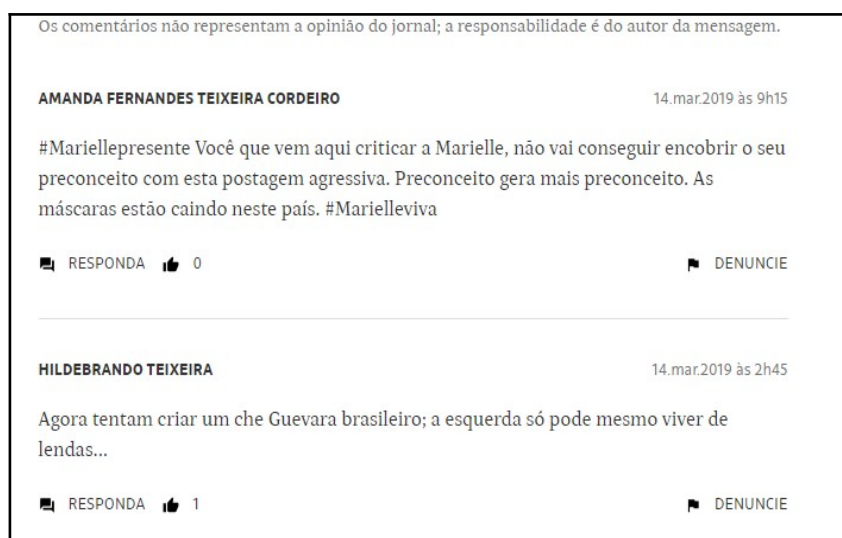 Os comentários não representam a opinião do jornal; a responsabilidade é do autor da mensagem.
AMANDA FERNANDES TEIXEIRA CORDEIRO 14.mar.2019 às 9h15
#Mariellepresente Você que vem aqui criticar a Marielle, não vai conseguir encobrir o seu
preconceito com esta postagem agressiva. Preconceito gera mais preconceito. As
máscaras estão caindo neste país. #Marielleviva
RESPONDA 0 DENUNCIE
HILDEBRANDO TEIXEIRA 14.mar.2019 às 2h45
Agora tentam criar um che Guevara brasileiro; a esquerda só pode mesmo viver de
lendas...
RESPONDA 1 DENUNCIE